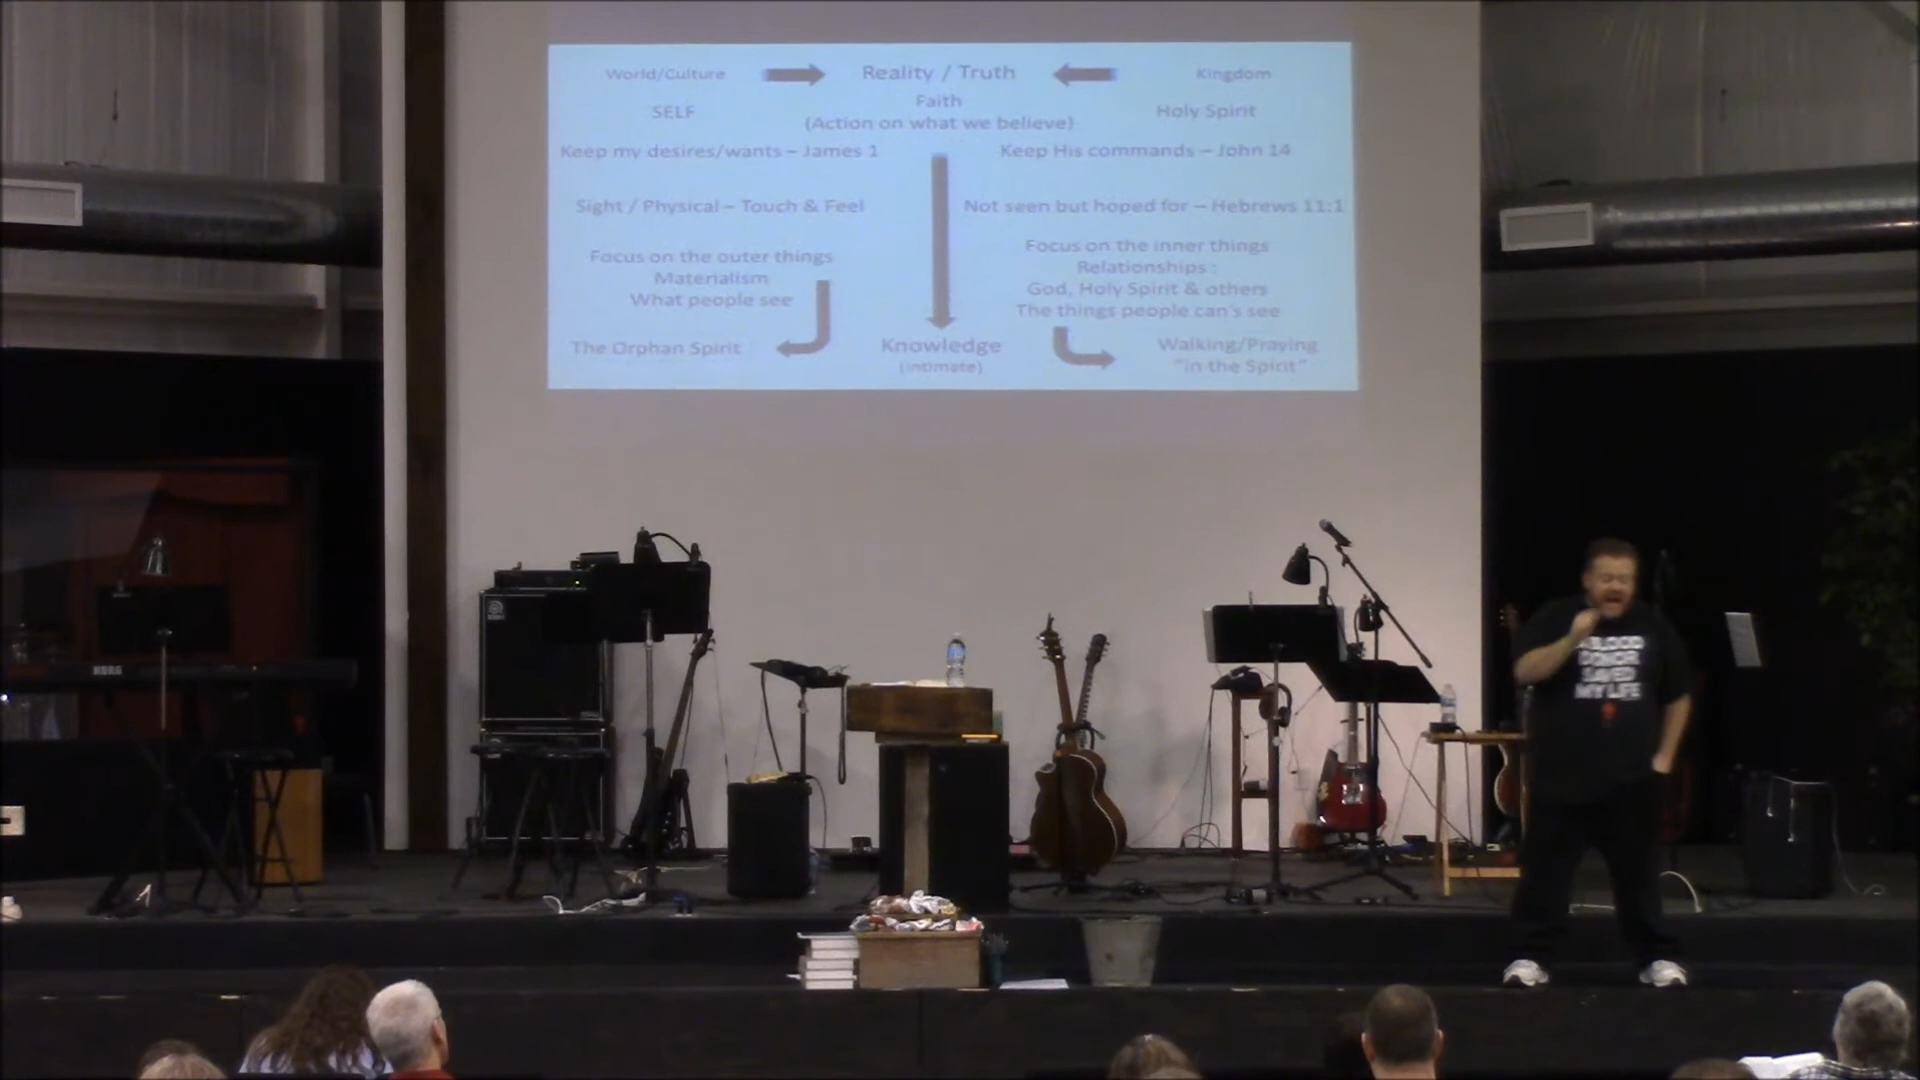 World/Culture
Reality / Truth
Kingdom
SELF
Faith
(Action on what we believe)
Holy Spirit
Keep my desires/wants – James 1
Keep His commands – John 14
Sight / Physical – Touch & Feel
Not seen but hoped for – Hebrews 11:1
Focus on the outer things
Materialism
What people see
Focus on the inner things
Relationships :
God, Holy Spirit & others
The things people can's see
The Orphan Spirit
Knowledge
(intimate)
Walking/Praying
"in the Spirit"
KORG
A BLOOD
DONOR
SAVED
MY LIFE